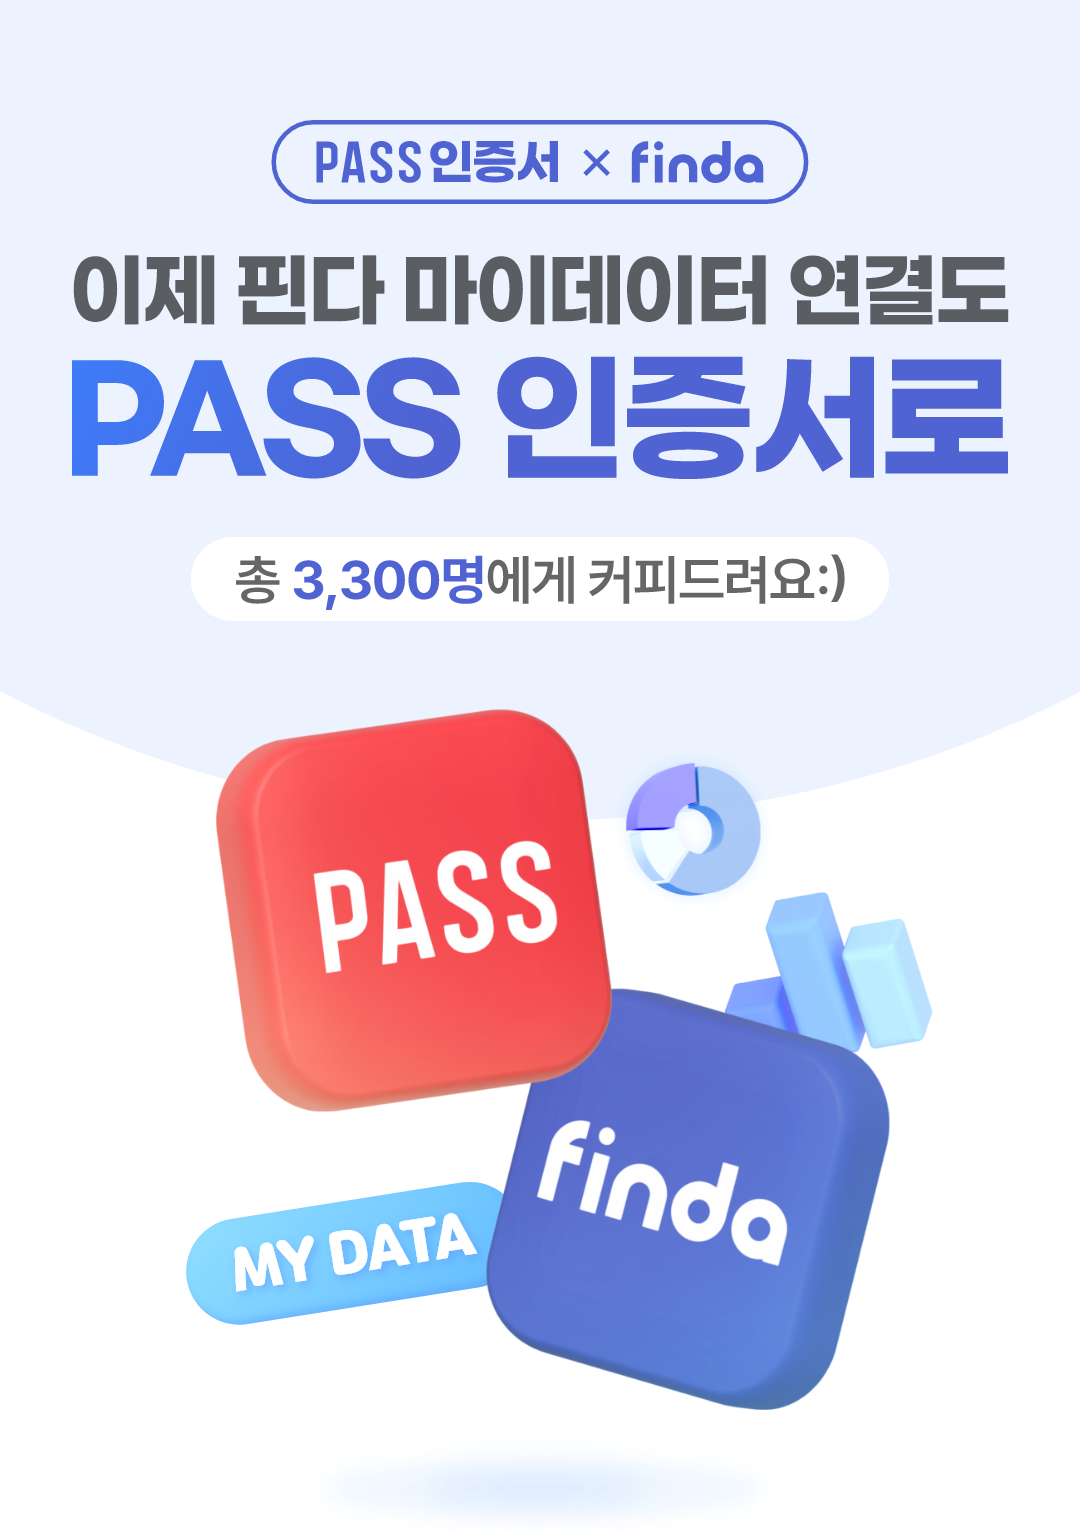 PASS 인증서 × finda
이제 핀다 마이데이터 연결도
PASS 인증서로
총 3,300명에게 커피드려요:)
PASS
finda
MY DATA